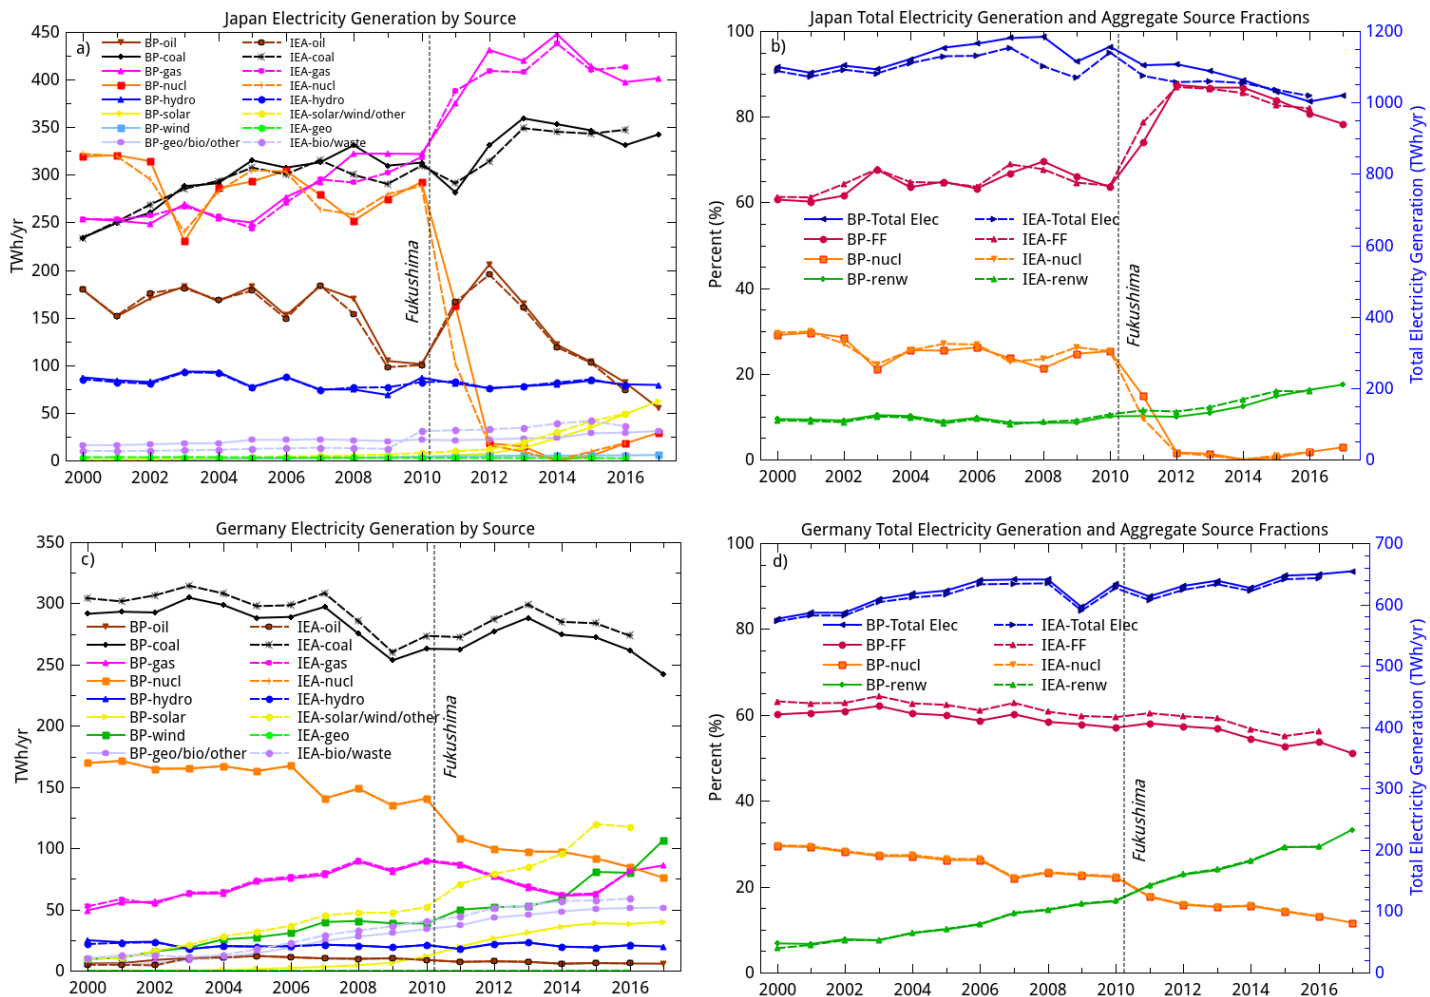 Japan Electricity Generation by Source
a)
450
400
350
300
250
200
150
100
50
0
TWh/yr
BP-oil IEA-oil
BP-coal IEA-coal
BP-gas IEA-gas
BP-nucl IEA-nucl
BP-hydro IEA-hydro
BP-solar IEA-solar/wind/other
BP-wind IEA-geo
BP-geo/bio/other IEA-bio/waste
Fukushima
2000 2002 2004 2006 2008 2010 2012 2014 2016
Japan Total Electricity Generation and Aggregate Source Fractions
b)
100
80
60
40
20
0
Percent (%)
BP-Total Elec IEA-Total Elec
BP-FF IEA-FF
BP-nucl IEA-nucl
BP-renw IEA-renw
Fukushima
1200
1000
800
600
400
200
0
Total Electricity Generation (TWh/yr)
2000 2002 2004 2006 2008 2010 2012 2014 2016
Germany Electricity Generation by Source
c)
350
300
250
200
150
100
50
0
TWh/yr
BP-oil IEA-oil
BP-coal IEA-coal
BP-gas IEA-gas
BP-nucl IEA-nucl
BP-hydro IEA-hydro
BP-solar IEA-solar/wind/other
BP-wind IEA-geo
BP-geo/bio/other IEA-bio/waste
Fukushima
2000 2002 2004 2006 2008 2010 2012 2014 2016
Germany Total Electricity Generation and Aggregate Source Fractions
d)
100
80
60
40
20
0
Percent (%)
BP-Total Elec IEA-Total Elec
BP-FF IEA-FF
BP-nucl IEA-nucl
BP-renw IEA-renw
Fukushima
700
600
500
400
300
200
100
0
Total Electricity Generation (TWh/yr)
2000 2002 2004 2006 2008 2010 2012 2014 2016